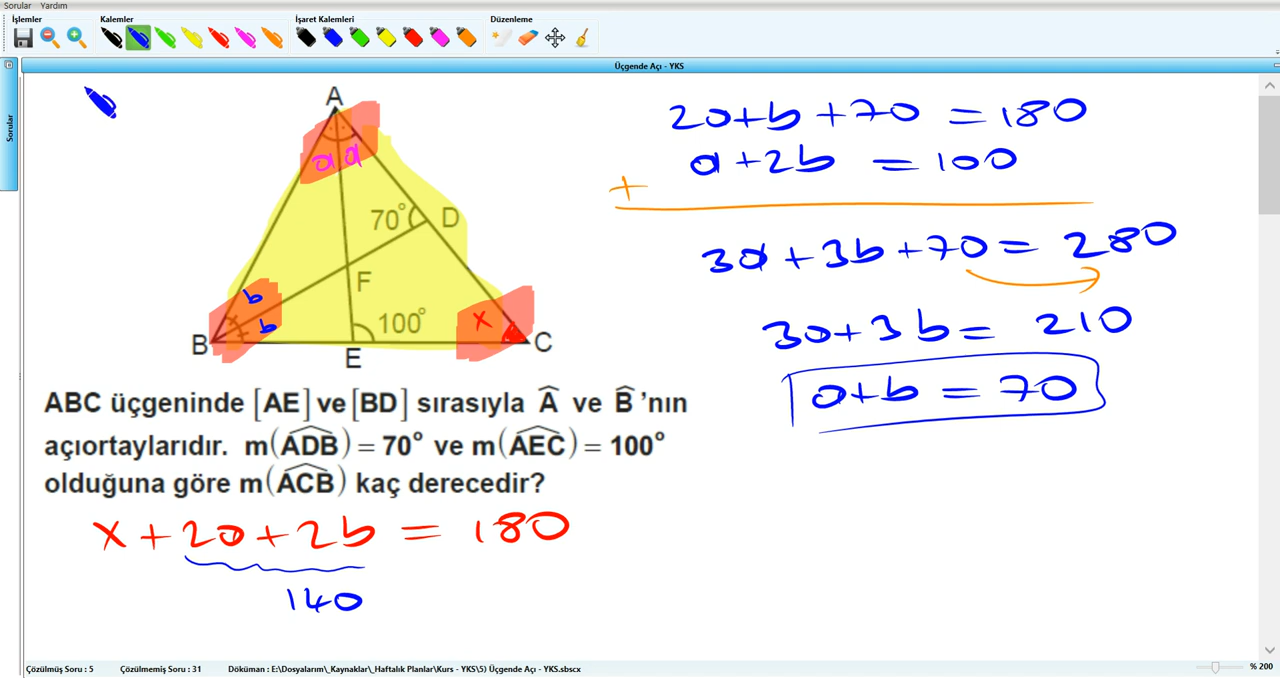 Sorular Yardım
İşlemler Kalemler İşaret Kalemleri Düzenleme
Üçgende Açı - YKS
Sorular
A
a a
70°
D
F
b
b
100°
x
B
E
C
2a+b+70 = 180
a+2b = 100
+
3a+3b+70 = 280
3a+3b = 210
a+b = 70
ABC üçgeninde [AE] ve [BD] sırasıyla Â ve B̂ 'nın
açıortaylarıdır. m(ADB) = 70° ve m(AEC) = 100°
olduğuna göre m(ACB) kaç derecedir?
x+2a+2b = 180
140
Çözülmüş Soru : 5 Çözülmemiş Soru : 31 Döküman : E:\Dosyalarım\_Kaynaklar\_Haftalık Planlar\Kurs - YKS\5) Üçgende Açı - YKS.sbscx % 200